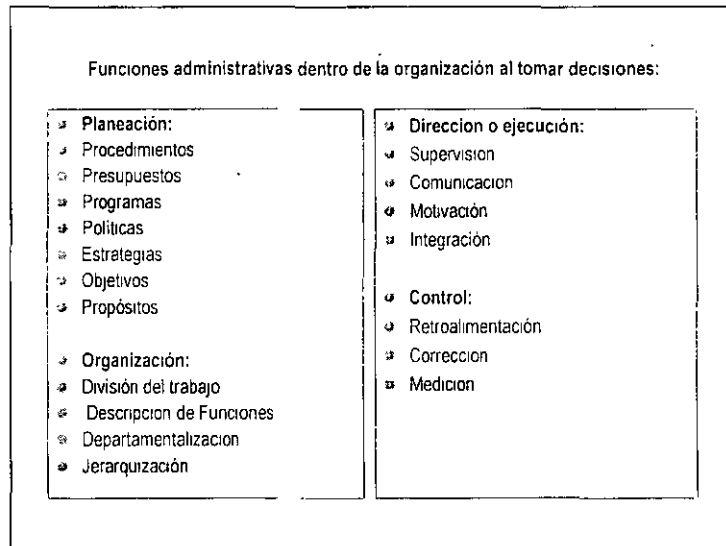 Funciones administrativas dentro de la organización al tomar decisiones:
Planeación:
Procedimientos
Presupuestos
Programas
Políticas
Estrategias
Objetivos
Propósitos
Organización:
División del trabajo
Descripcion de Funciones
Departamentalizacion
Jerarquización
Direccion o ejecución:
Supervision
Comunicacion
Motivación
Integración
Control:
Retroalimentación
Correccion
Medicion